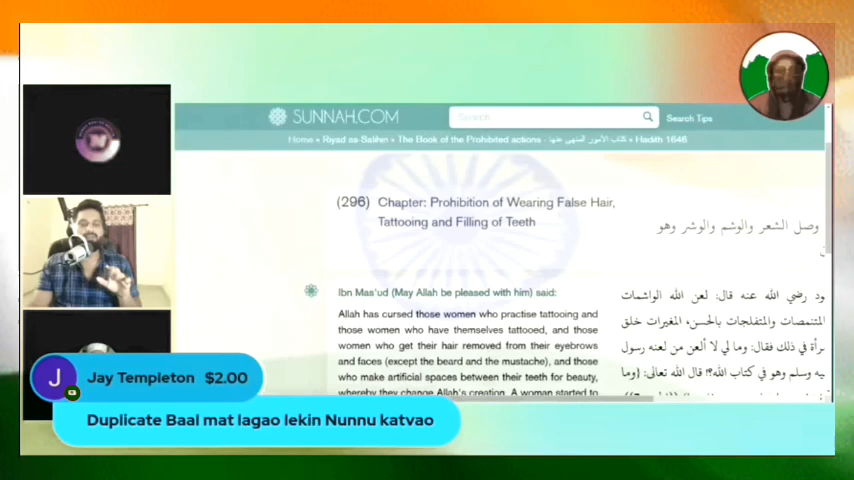 SUNNAH.COM
Search
Search Tips
Home » Riyad as-Salihin » The Book of the Prohibited actions - كتاب الأمور المنهي عنها » Hadith 1646
(296) Chapter: Prohibition of Wearing False Hair,
Tattooing and Filling of Teeth
وصل الشعر والوشم والوشر وهو
Ibn Mas'ud (May Allah be pleased with him) said:
Allah has cursed those women who practise tattooing and
those women who have themselves tattooed, and those
women who get their hair removed from their eyebrows
and faces (except the beard and the mustache), and those
who make artificial spaces between their teeth for beauty,
whereby they change Allah's creation. A woman started to
ود رضي الله عنه قال: لعن الله الواشمات
المتنمصات والمتفلجات بالحسن، المغيرات خلق
رأة في ذلك فقال: وما لي لا ألعن من لعنه رسول
يه وسلم وهو في كتاب الله؟! قال الله تعالى: {وما
J
Jay Templeton $2.00
Duplicate Baal mat lagao lekin Nunnu katvao